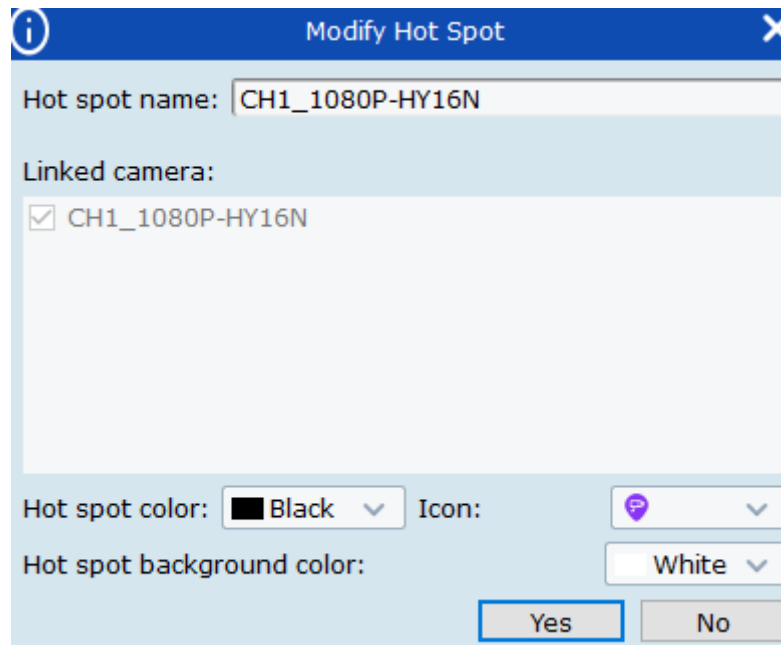 Modify Hot Spot
Hot spot name: CH1_1080P-HY16N
Linked camera:
CH1_1080P-HY16N
Hot spot color: Black Icon:
Hot spot background color: White
Yes No